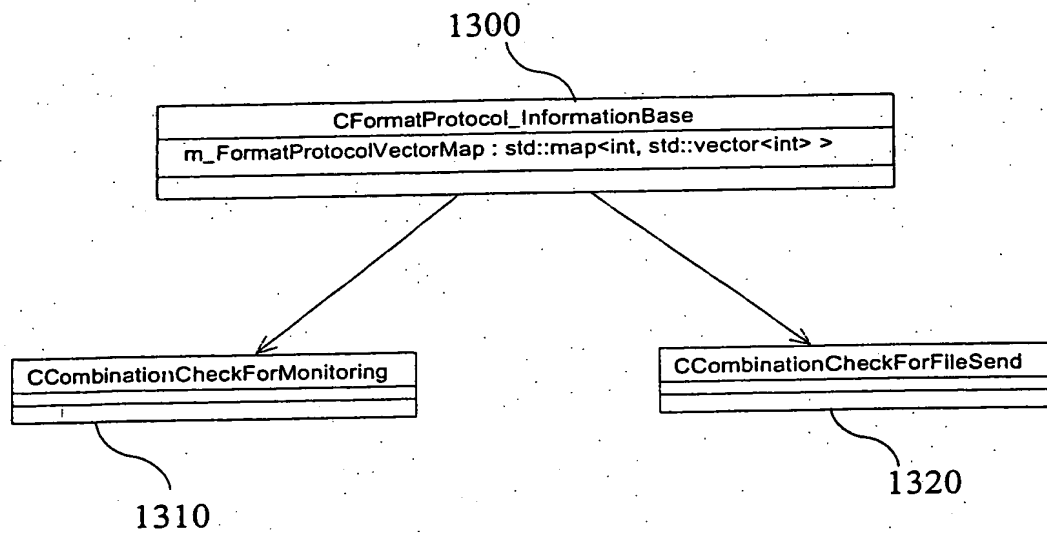 1300
CFormatProtocol_InformationBase
m_FormatProtocolVectorMap : std::map<int, std::vector<int> >
CCombinationCheckForMonitoring
CCombinationCheckForFileSend
1310
1320